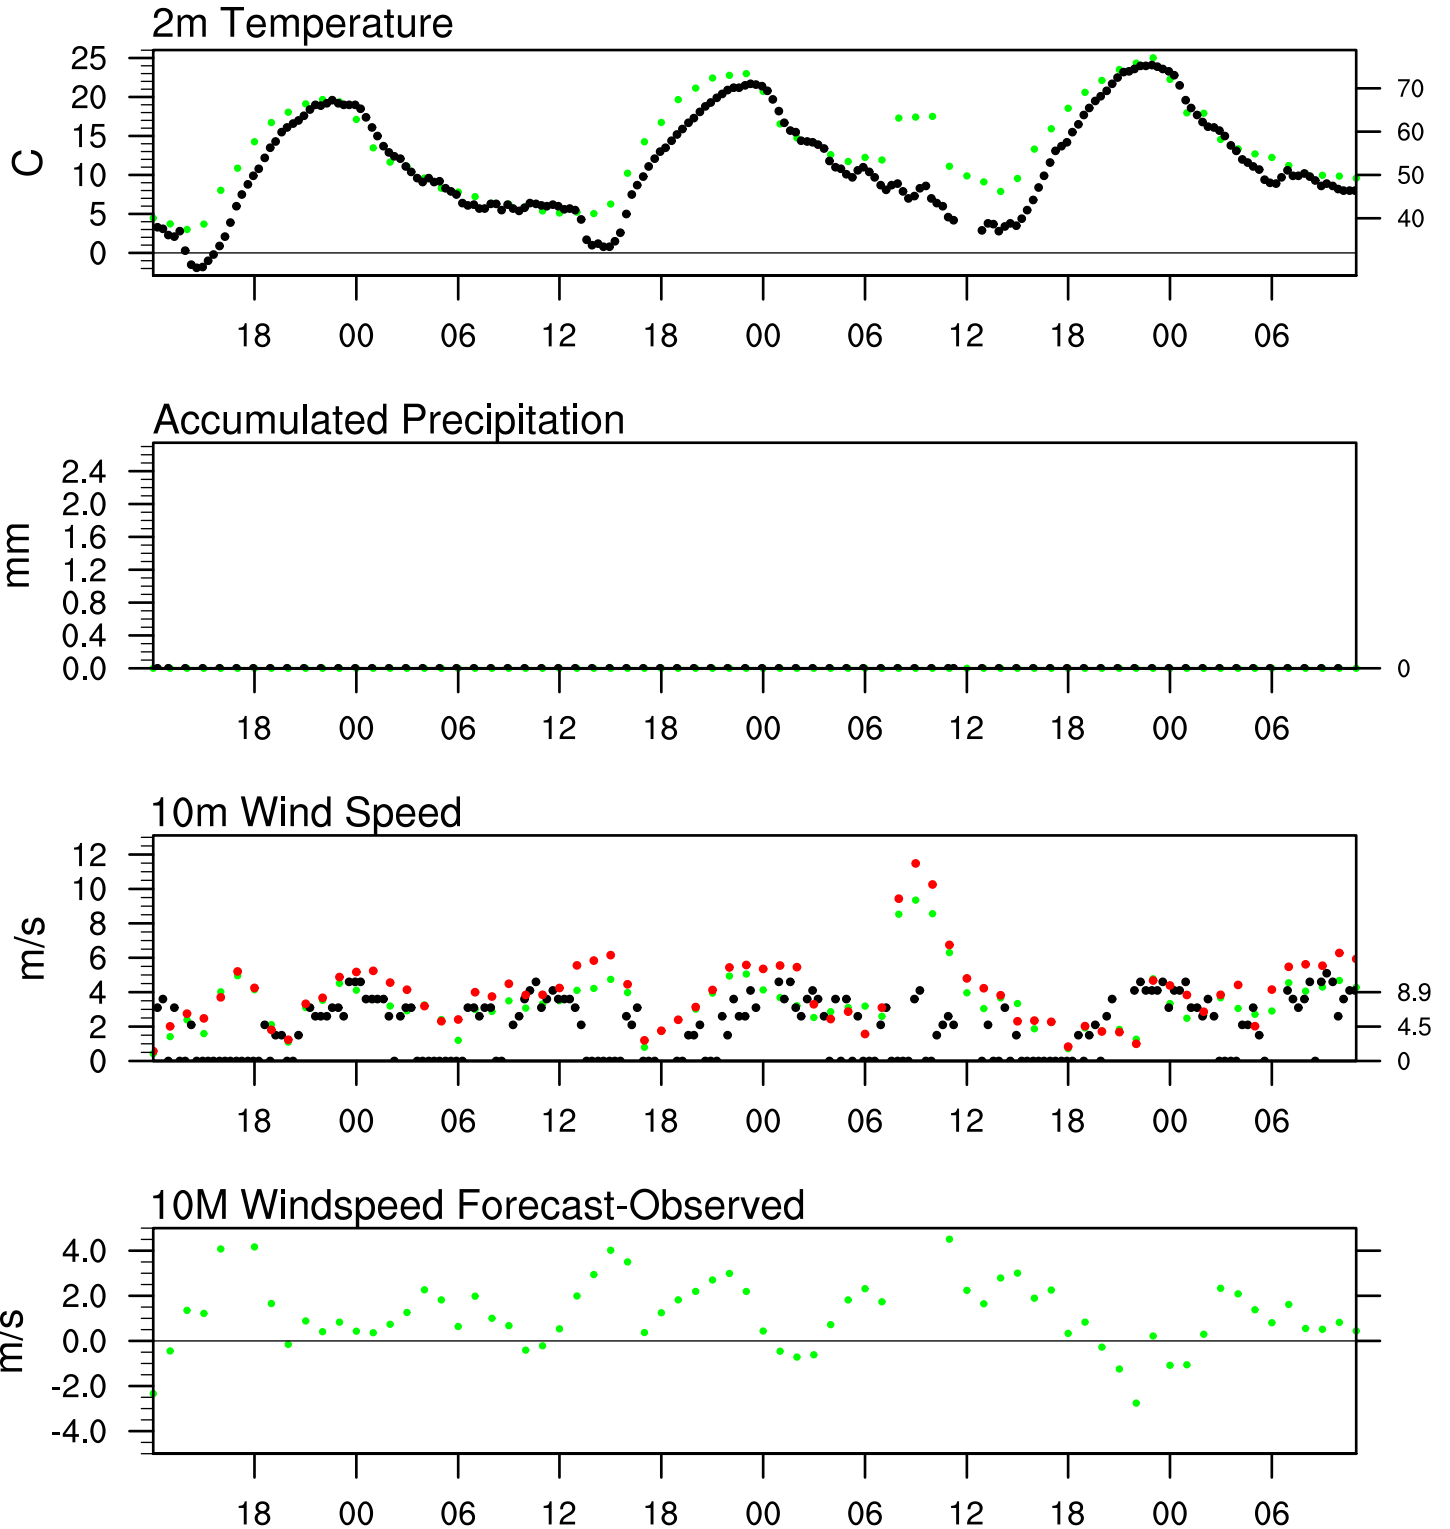 2m Temperature
25
20
15
10
5
0
C
70
60
50
40
18 00 06 12 18 00 06 12 18 00 06
Accumulated Precipitation
2.4
2.0
1.6
1.2
0.8
0.4
0.0
mm
0
18 00 06 12 18 00 06 12 18 00 06
10m Wind Speed
12
10
8
6
4
2
0
m/s
8.9
4.5
0
18 00 06 12 18 00 06 12 18 00 06
10M Windspeed Forecast-Observed
4.0
2.0
0.0
-2.0
-4.0
m/s
18 00 06 12 18 00 06 12 18 00 06